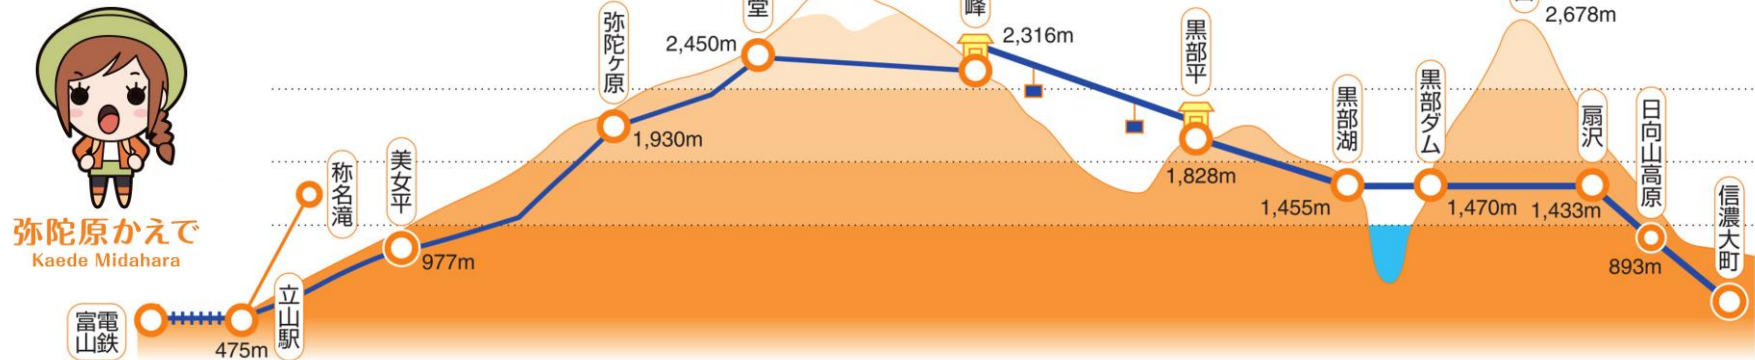 弥陀原かえで
Kaede Midahara
電鉄
富山
475m
立山駅
称名滝
美女平
977m
弥陀ヶ原
1,930m
堂
2,450m
峰
2,316m
黒部平
1,828m
黒部湖
1,455m
黒部ダム
1,470m
2,678m
扇沢
1,433m
日向山高原
893m
信濃大町